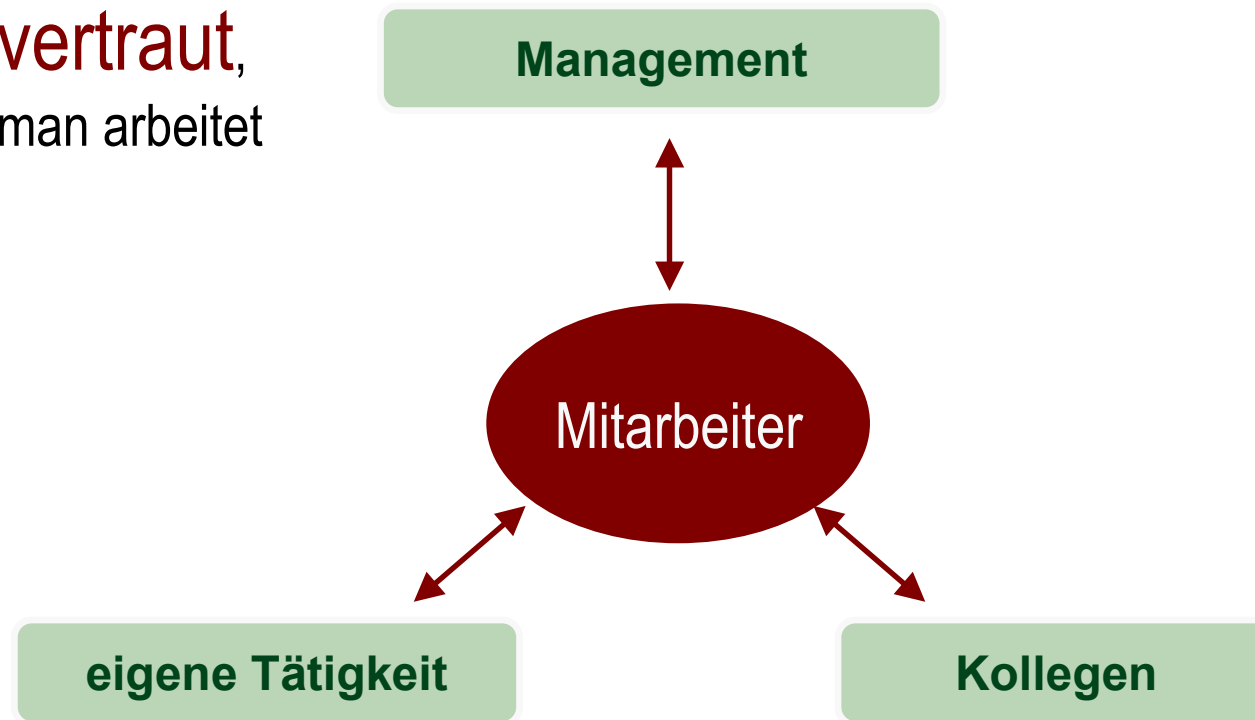 vertraut,
man arbeitet
Management
Mitarbeiter
eigene Tätigkeit
Kollegen